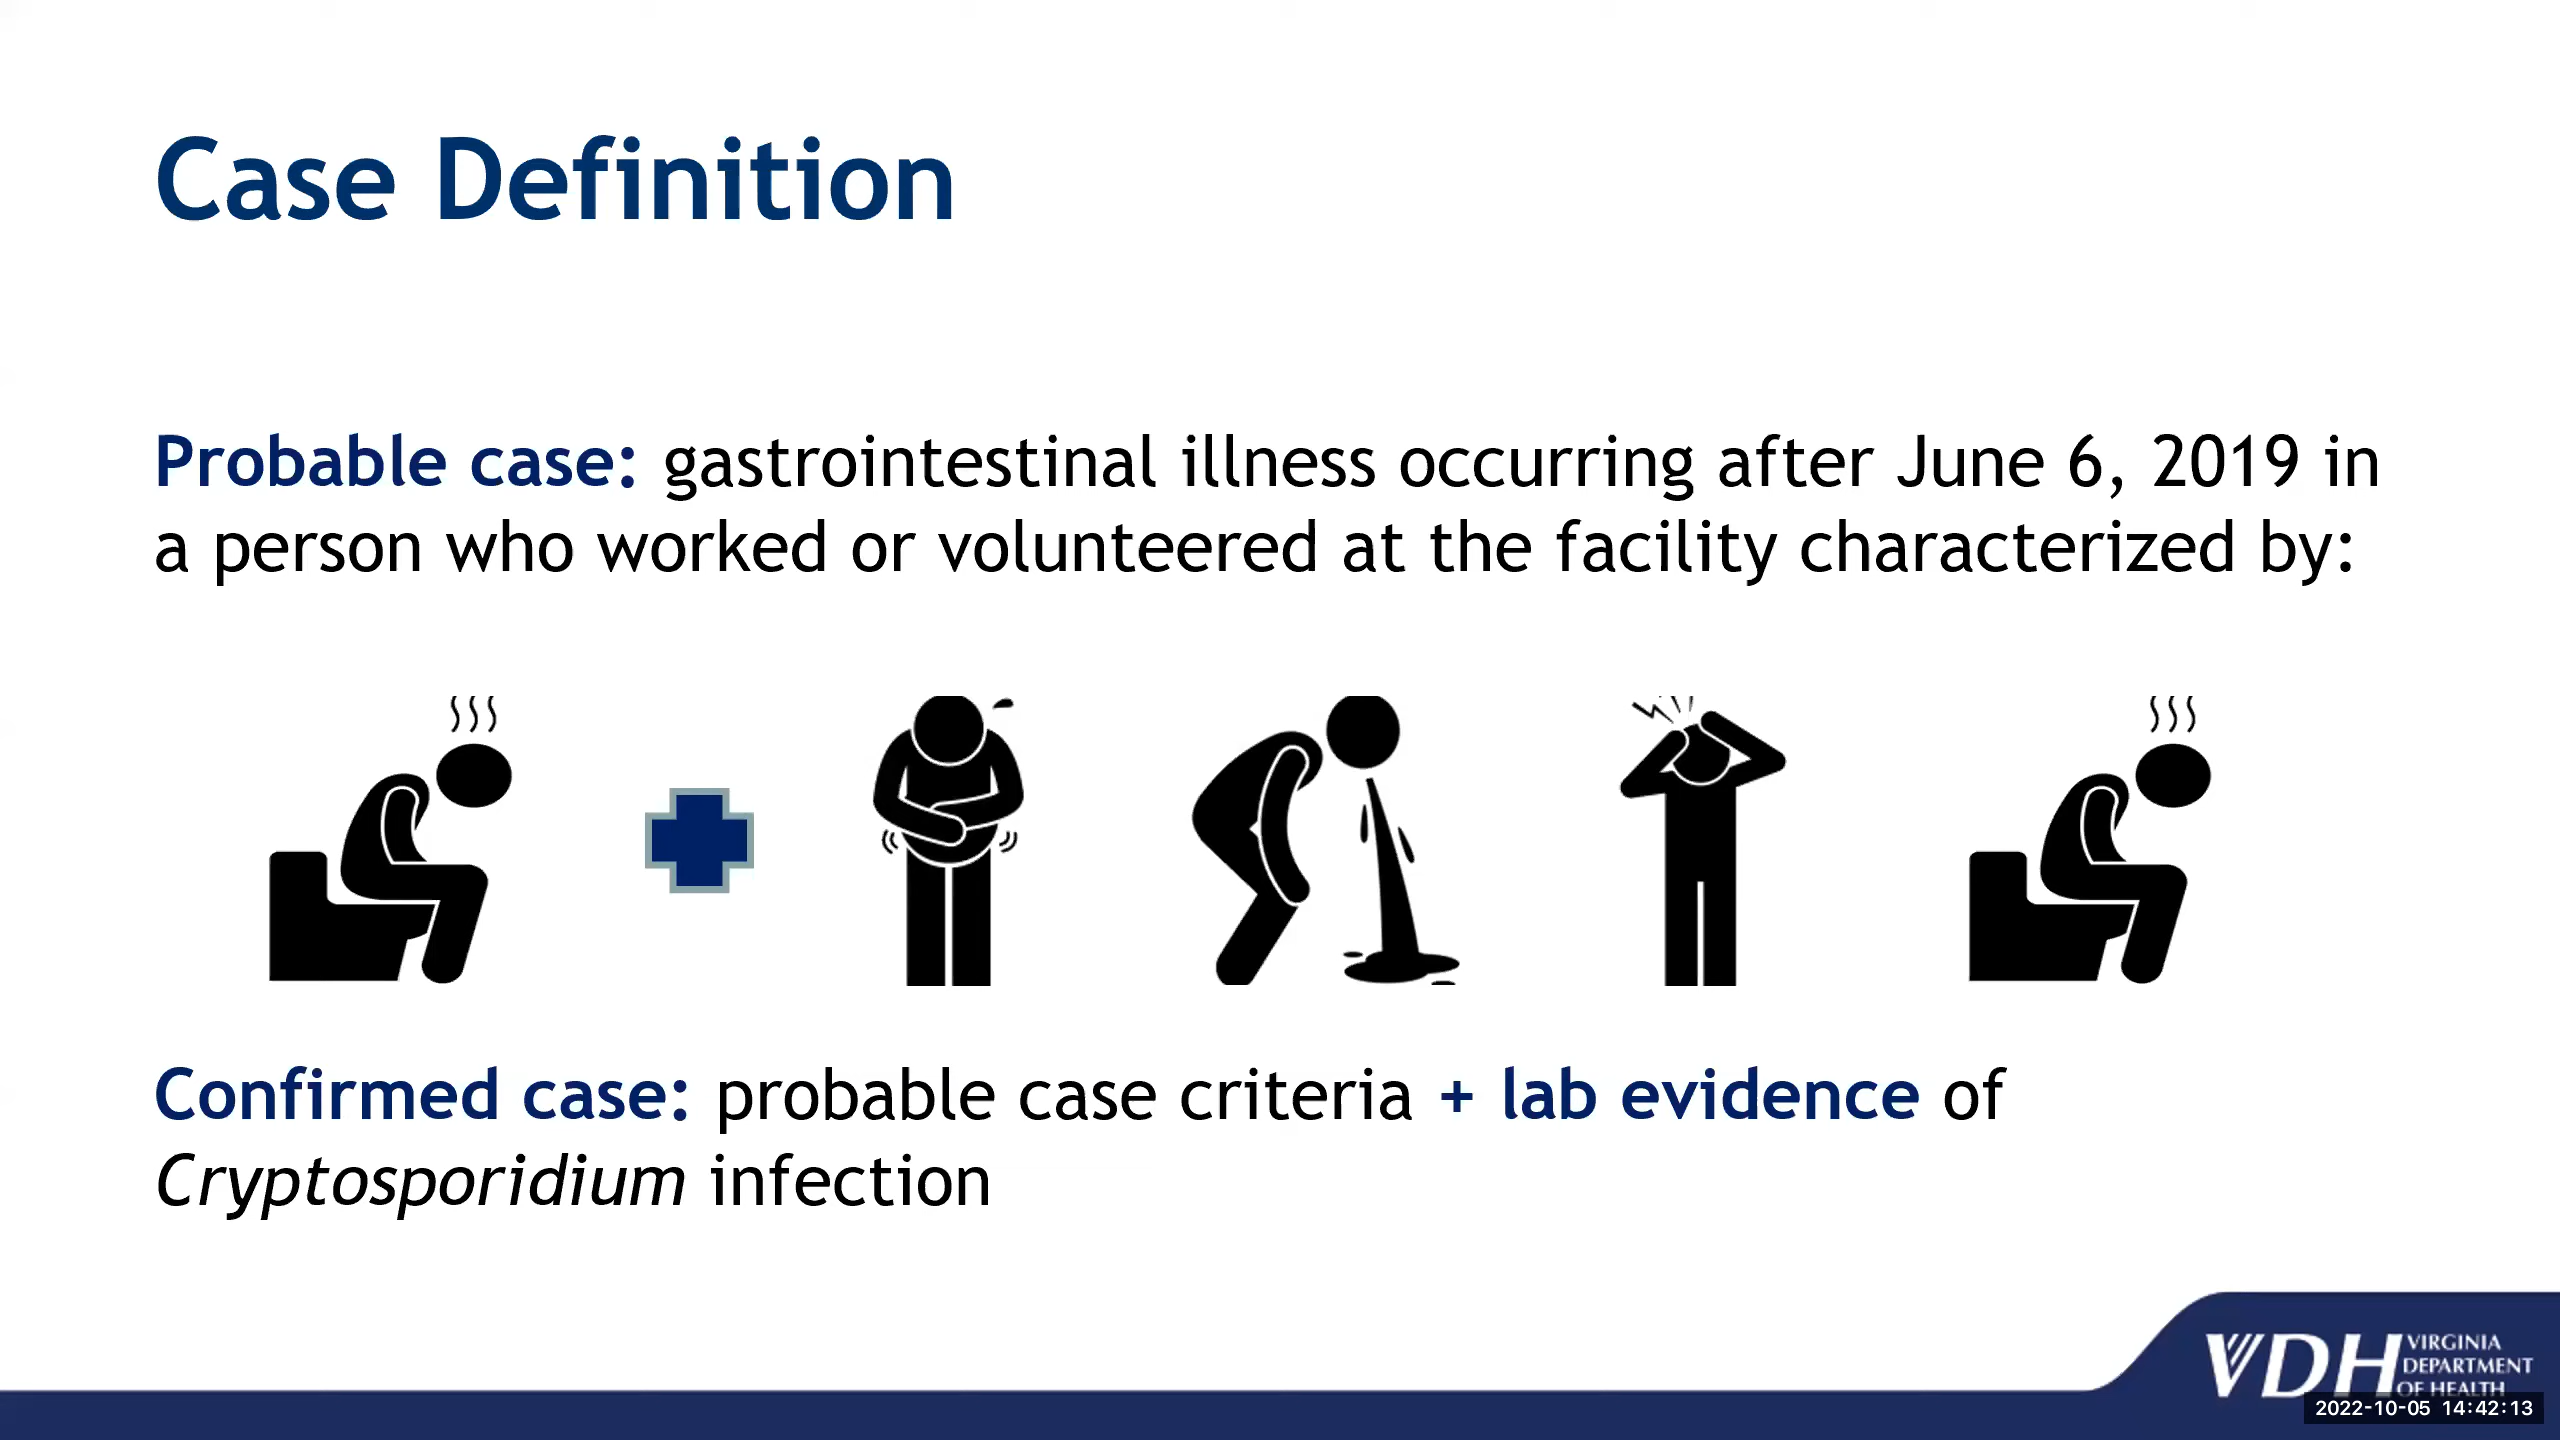 Case Definition
Probable case: gastrointestinal illness occurring after June 6, 2019 in
a person who worked or volunteered at the facility characterized by:
Confirmed case: probable case criteria + lab evidence of
Cryptosporidium infection
VDH VIRGINIA
DEPARTMENT
OF HEALTH
2022-10-05 14:42:13